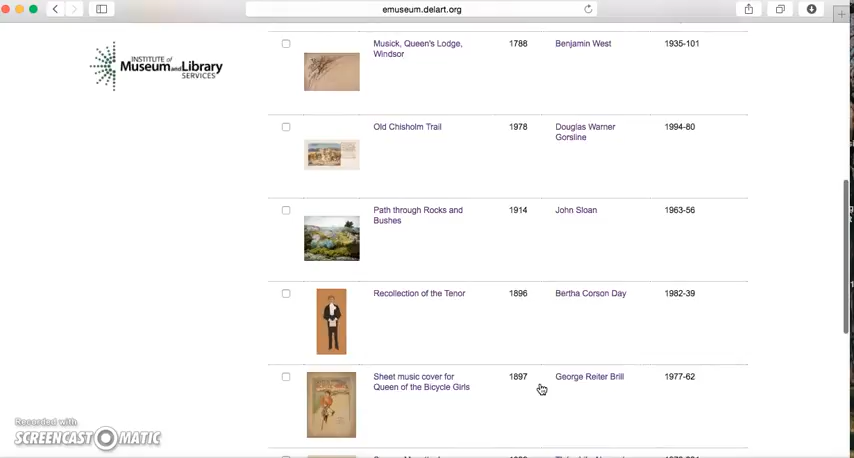 emuseum.delart.org
INSTITUTE of
Museum and Library
SERVICES
Musick, Queen's Lodge,
Windsor
1788
Benjamin West
1935-101
Old Chisholm Trail
1978
Douglas Warner
Gorsline
1994-80
Path through Rocks and
Bushes
1914
John Sloan
1963-56
Recollection of the Tenor
1896
Bertha Corson Day
1982-39
Sheet music cover for
Queen of the Bicycle Girls
1897
George Reiter Brill
1977-62
Recorded with
SCREENCAST-O-MATIC